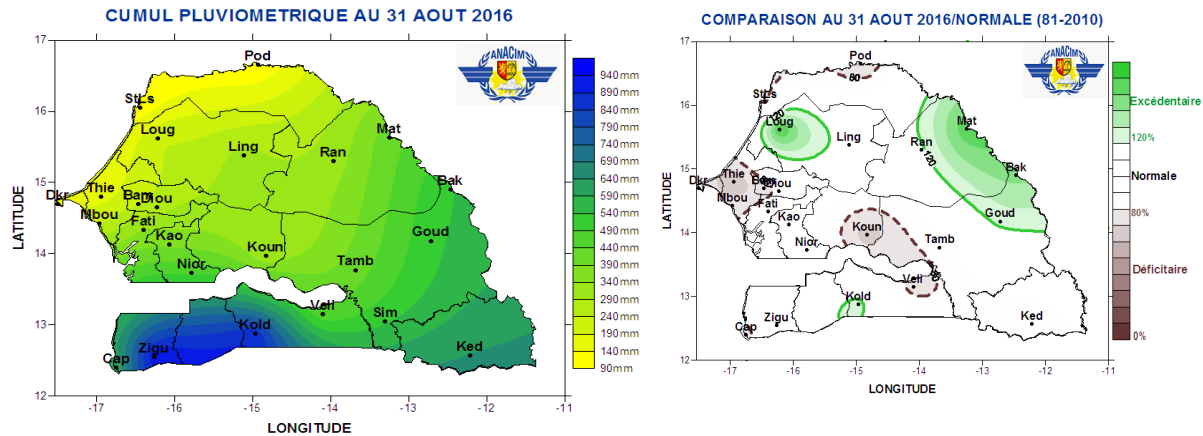 CUMUL PLUVIOMETRIQUE AU 31 AOUT 2016
17
16
15
14
13
12
LATITUDE
-17
-16
-15
-14
-13
-12
-11
LONGITUDE
Pod
StLs
Loug
Ling
Ran
Mat
Bak
Dkr
Thie
Bam
Diou
Mbou
Fati
Kao
Koun
Goud
Nior
Tamb
Veli
Sim
Kold
Zigu
Cap
Ked
ANACIM
940mm
890mm
840mm
790mm
740mm
690mm
640mm
590mm
540mm
490mm
440mm
390mm
340mm
290mm
240mm
190mm
140mm
90mm
COMPARAISON AU 31 AOUT 2016/NORMALE (81-2010)
17
16
15
14
13
12
LATITUDE
-17
-16
-15
-14
-13
-12
-11
LONGITUDE
Pod
80
StLs
120
Loug
Ling
Ran
120
Mat
Bak
Dkr
Thie
Diou
Mbou
Fati
Kao
Koun
Goud
Nior
Tamb
Veli
Kold
Zigu
Cap
Ked
ANACIM
Excédentaire
120%
Normale
80%
Déficitaire
0%